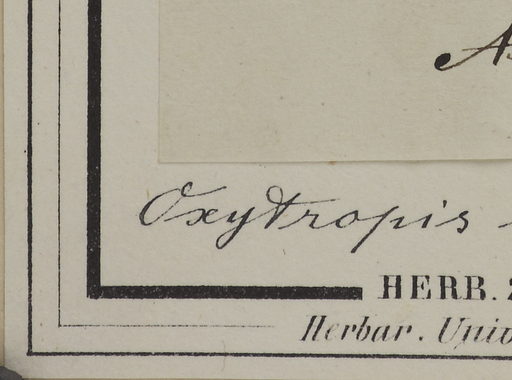 Oxytropis
HERB.
Herbar. Univ